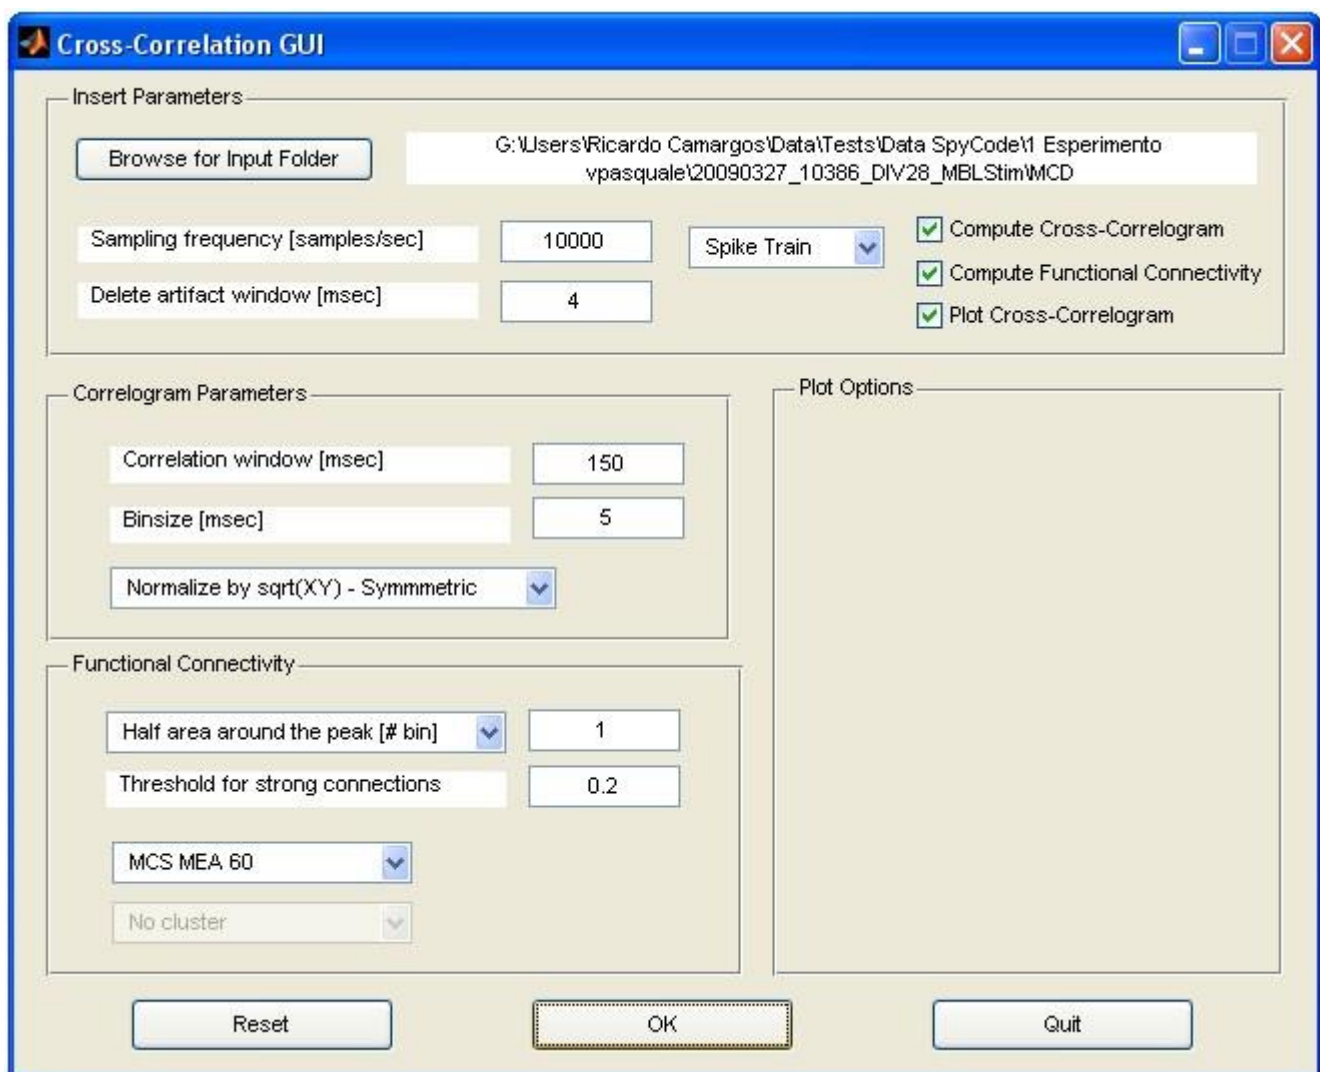 Cross-Correlation GUI
Insert Parameters
Browse for Input Folder
G:\Users\Ricardo Camargos\Data\Tests\Data SpyCode\1 Esperimento
vpasquale\20090327_10386_DIV28_MBLStim\MCD
Sampling frequency [samples/sec]
10000
Spike Train
Compute Cross-Correlogram
Compute Functional Connectivity
Delete artifact window [msec]
4
Plot Cross-Correlogram
Correlogram Parameters
Correlation window [msec]
150
Binsize [msec]
5
Normalize by sqrt(XY) - Symmmetric
Functional Connectivity
Half area around the peak [# bin]
1
Threshold for strong connections
0.2
MCS MEA 60
No cluster
Plot Options
Reset
OK
Quit